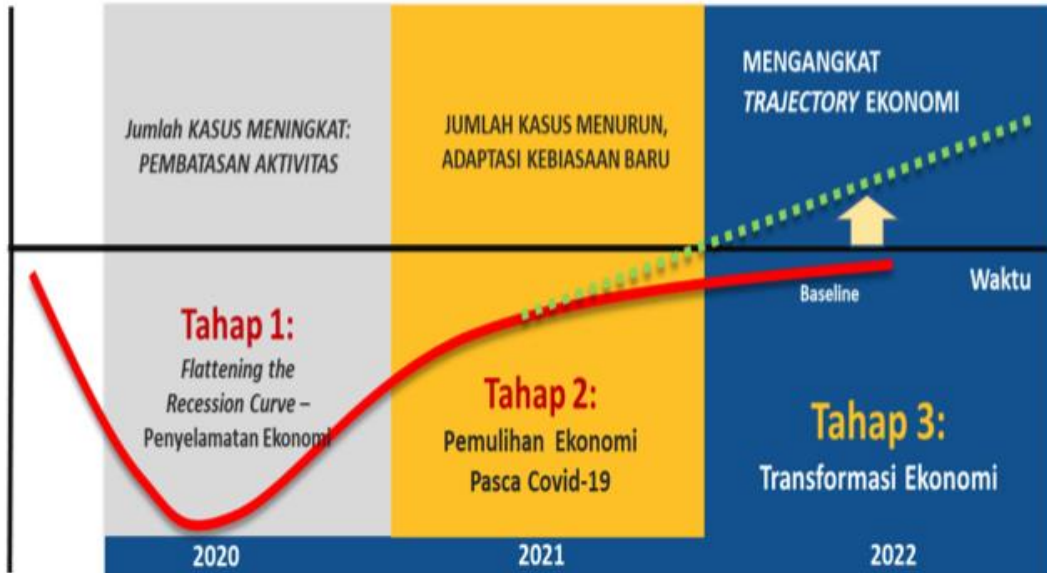 Jumlah KASUS MENINGKAT:
PEMBATASAN AKTIVITAS
JUMLAH KASUS MENURUN,
ADAPTASI KEBIASAAN BARU
MENGANGKAT
TRAJECTORY EKONOMI
Waktu
Baseline
Tahap 1:
Flattening the
Recession Curve –
Penyelamatan Ekonomi
Tahap 2:
Pemulihan Ekonomi
Pasca Covid-19
Tahap 3:
Transformasi Ekonomi
2020
2021
2022